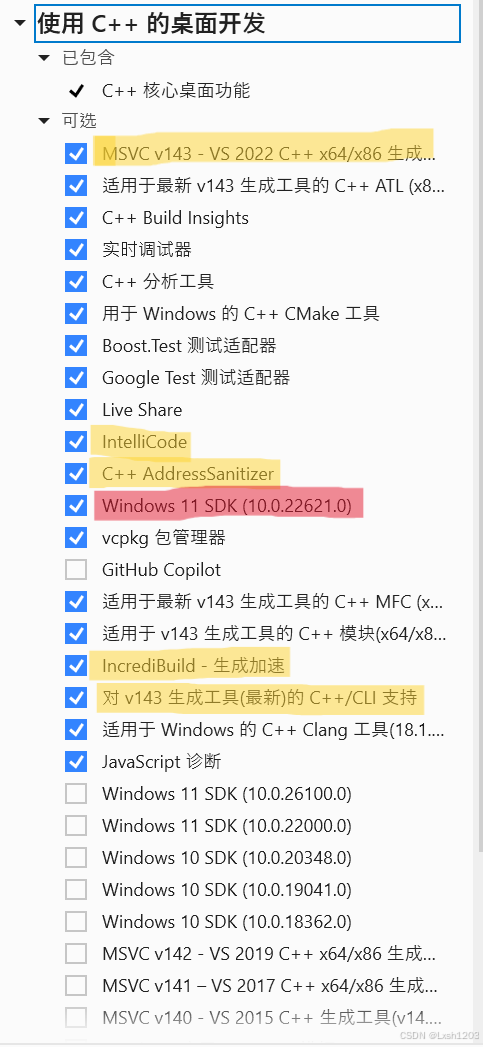 使用 C++ 的桌面开发
已包含
C++ 核心桌面功能
可选
MSVC v143 - VS 2022 C++ x64/x86 生成...
适用于最新 v143 生成工具的 C++ ATL (x8...
C++ Build Insights
实时调试器
C++ 分析工具
用于 Windows 的 C++ CMake 工具
Boost.Test 测试适配器
Google Test 测试适配器
Live Share
IntelliCode
C++ AddressSanitizer
Windows 11 SDK (10.0.22621.0)
vcpkg 包管理器
GitHub Copilot
适用于最新 v143 生成工具的 C++ MFC (x...
适用于 v143 生成工具的 C++ 模块(x64/x8...
IncrediBuild - 生成加速
对 v143 生成工具(最新)的 C++/CLI 支持
适用于 Windows 的 C++ Clang 工具(18.1....
JavaScript 诊断
Windows 11 SDK (10.0.26100.0)
Windows 11 SDK (10.0.22000.0)
Windows 10 SDK (10.0.20348.0)
Windows 10 SDK (10.0.19041.0)
Windows 10 SDK (10.0.18362.0)
MSVC v142 - VS 2019 C++ x64/x86 生成...
MSVC v141 – VS 2017 C++ x64/x86 生成...
MSVC v140 - VS 2015 C++ 生成工具(v14....
CSDN @Lxsh1203